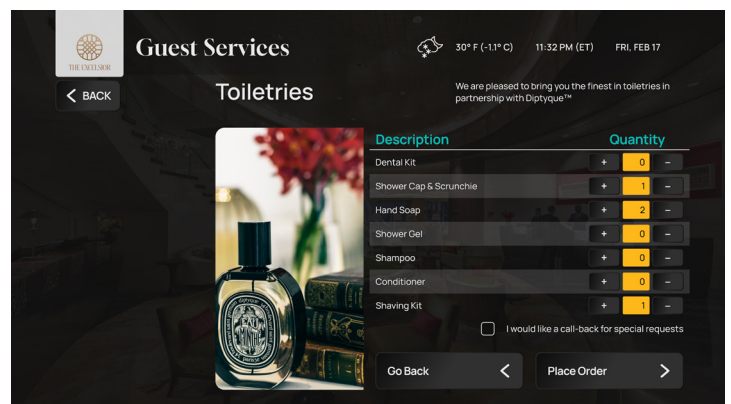 THE EXCELSIOR
Guest Services
30° F (-1.1° C)
11:32 PM (ET)
FRI, FEB 17
BACK
Toiletries
We are pleased to bring you the finest in toiletries in
partnership with Diptyque™
Description Quantity
Dental Kit + 0 –
Shower Cap & Scrunchie + 1 –
Hand Soap + 2 –
Shower Gel + 0 –
Shampoo + 0 –
Conditioner + 0 –
Shaving Kit + 1 –
I would like a call-back for special requests
Go Back
Place Order
diptyque
EAU